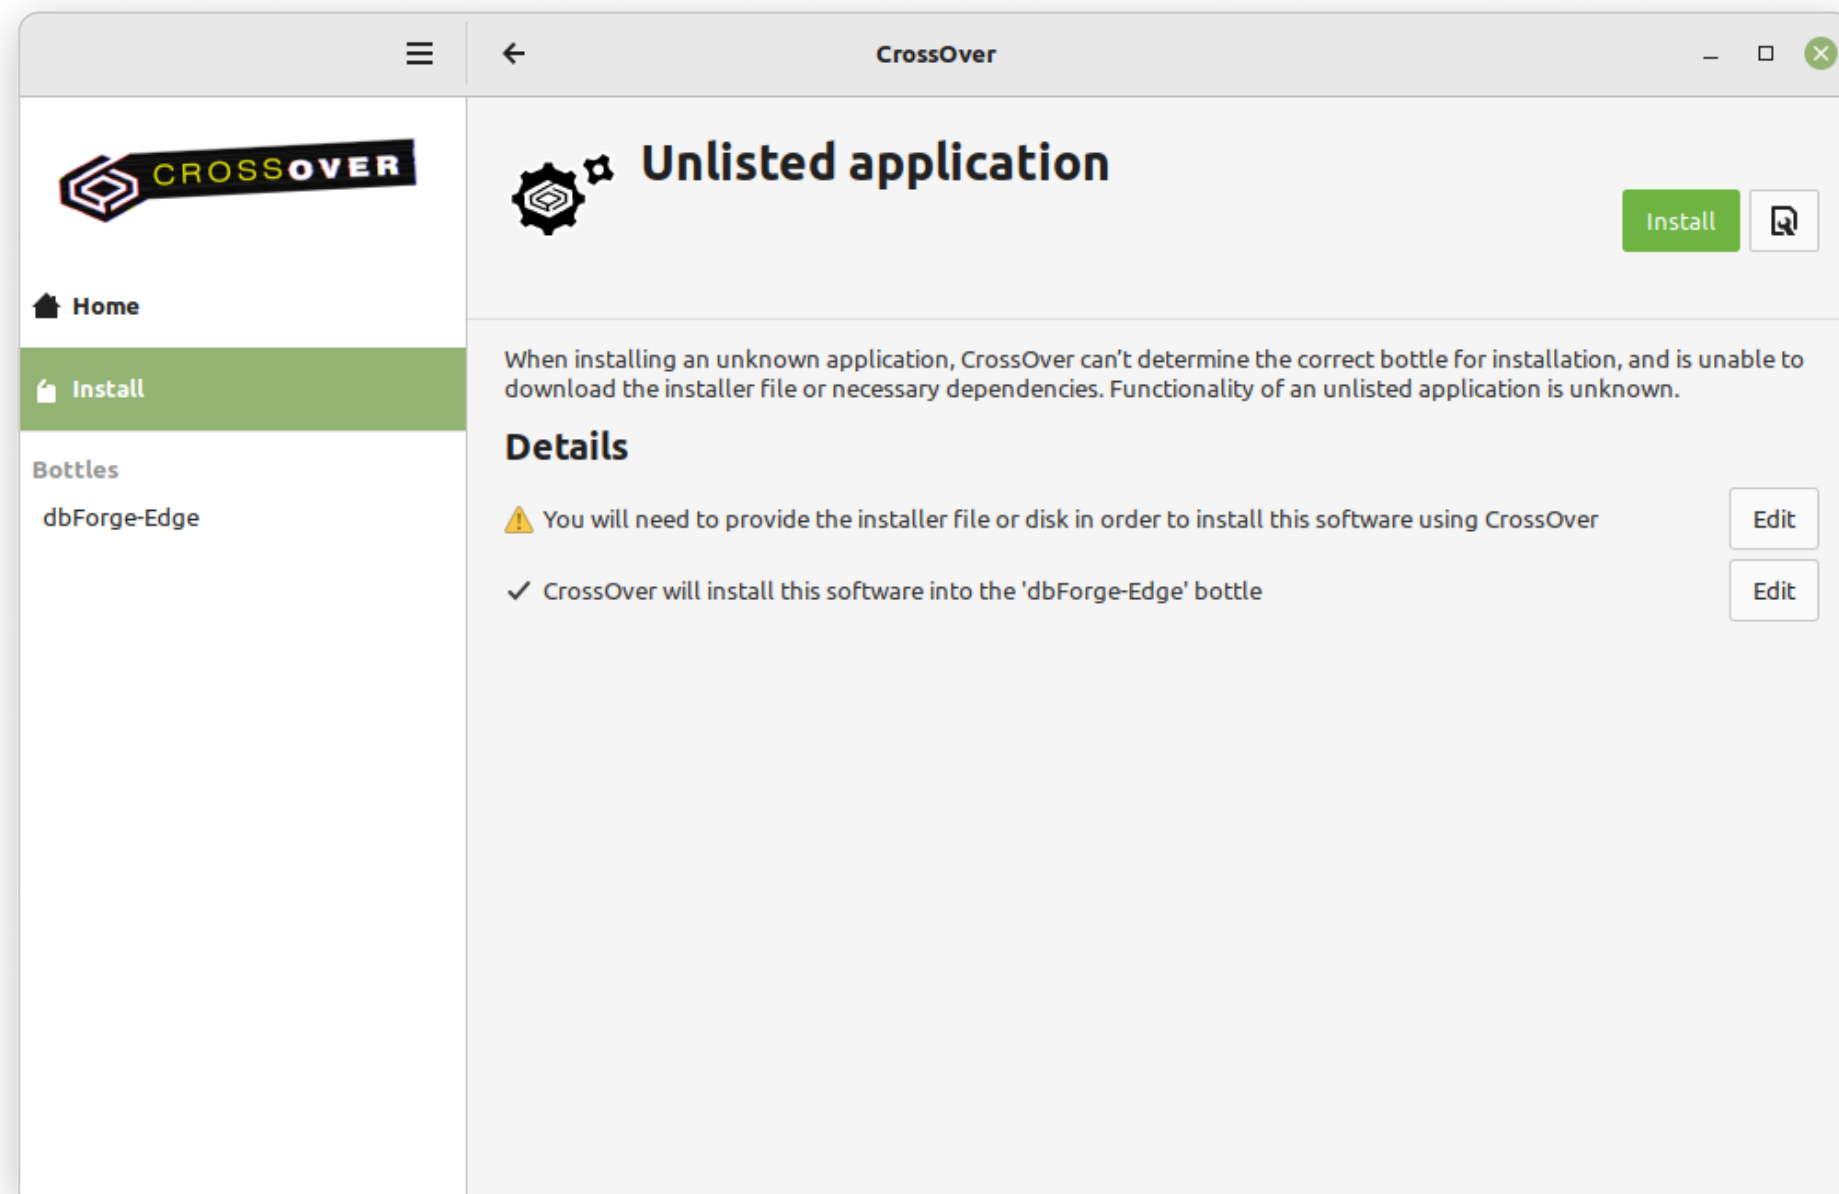 CrossOver
CROSSOVER
Home
Install
Bottles
dbForge-Edge
Unlisted application
Install
When installing an unknown application, CrossOver can't determine the correct bottle for installation, and is unable to
download the installer file or necessary dependencies. Functionality of an unlisted application is unknown.
Details
You will need to provide the installer file or disk in order to install this software using CrossOver
Edit
CrossOver will install this software into the 'dbForge-Edge' bottle
Edit